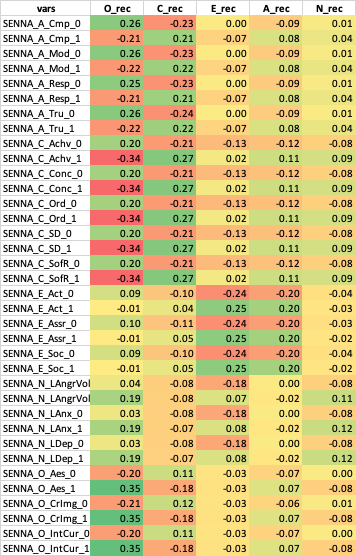 vars O_rec C_rec E_rec A_rec N_rec
SENNA_A_Cmp_0 0.26 -0.23 0.00 -0.09 0.01
SENNA_A_Cmp_1 -0.21 0.21 -0.07 0.08 0.04
SENNA_A_Mod_0 0.26 -0.23 0.00 -0.09 0.01
SENNA_A_Mod_1 -0.22 0.22 -0.07 0.08 0.04
SENNA_A_Resp_0 0.25 -0.23 0.00 -0.09 0.01
SENNA_A_Resp_1 -0.21 0.21 -0.07 0.08 0.04
SENNA_A_Tru_0 0.26 -0.24 0.00 -0.09 0.01
SENNA_A_Tru_1 -0.22 0.22 -0.07 0.08 0.04
SENNA_C_Achv_0 0.20 -0.21 -0.13 -0.12 -0.08
SENNA_C_Achv_1 -0.34 0.27 0.02 0.11 0.09
SENNA_C_Conc_0 0.20 -0.21 -0.13 -0.12 -0.08
SENNA_C_Conc_1 -0.34 0.27 0.02 0.11 0.09
SENNA_C_Ord_0 0.20 -0.21 -0.13 -0.12 -0.08
SENNA_C_Ord_1 -0.34 0.27 0.02 0.11 0.09
SENNA_C_SD_0 0.20 -0.21 -0.13 -0.12 -0.08
SENNA_C_SD_1 -0.34 0.27 0.02 0.11 0.09
SENNA_C_SofR_0 0.20 -0.21 -0.13 -0.12 -0.08
SENNA_C_SofR_1 -0.34 0.27 0.02 0.11 0.09
SENNA_E_Act_0 0.09 -0.10 -0.24 -0.20 -0.04
SENNA_E_Act_1 -0.01 0.04 0.25 0.20 -0.03
SENNA_E_Assr_0 0.10 -0.11 -0.24 -0.20 -0.04
SENNA_E_Assr_1 -0.01 0.05 0.25 0.20 -0.02
SENNA_E_Soc_0 0.09 -0.10 -0.24 -0.20 -0.04
SENNA_E_Soc_1 -0.01 0.05 0.25 0.20 -0.02
SENNA_N_LAngrVol 0.04 -0.08 -0.18 0.00 -0.08
SENNA_N_LAngrVol 0.19 -0.08 0.07 -0.02 0.11
SENNA_N_LAnx_0 0.03 -0.08 -0.18 0.00 -0.08
SENNA_N_LAnx_1 0.19 -0.07 0.08 -0.02 0.12
SENNA_N_LDep_0 0.03 -0.08 -0.18 0.00 -0.08
SENNA_N_LDep_1 0.19 -0.07 0.08 -0.02 0.12
SENNA_O_Aes_0 -0.20 0.11 -0.03 -0.07 0.00
SENNA_O_Aes_1 0.35 -0.18 -0.03 0.07 -0.08
SENNA_O_CrImg_0 -0.21 0.12 -0.03 -0.06 0.01
SENNA_O_CrImg_1 0.35 -0.18 -0.03 0.07 -0.08
SENNA_O_IntCur_0 -0.20 0.11 -0.03 -0.07 0.00
SENNA_O_IntCur_1 0.35 -0.18 -0.03 0.07 -0.08